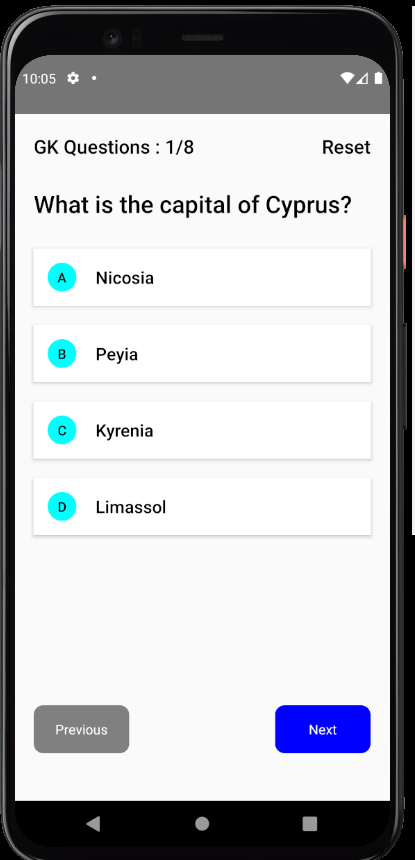 10:05
GK Questions : 1/8 Reset
What is the capital of Cyprus?
A Nicosia
B Peyia
C Kyrenia
D Limassol
Previous Next